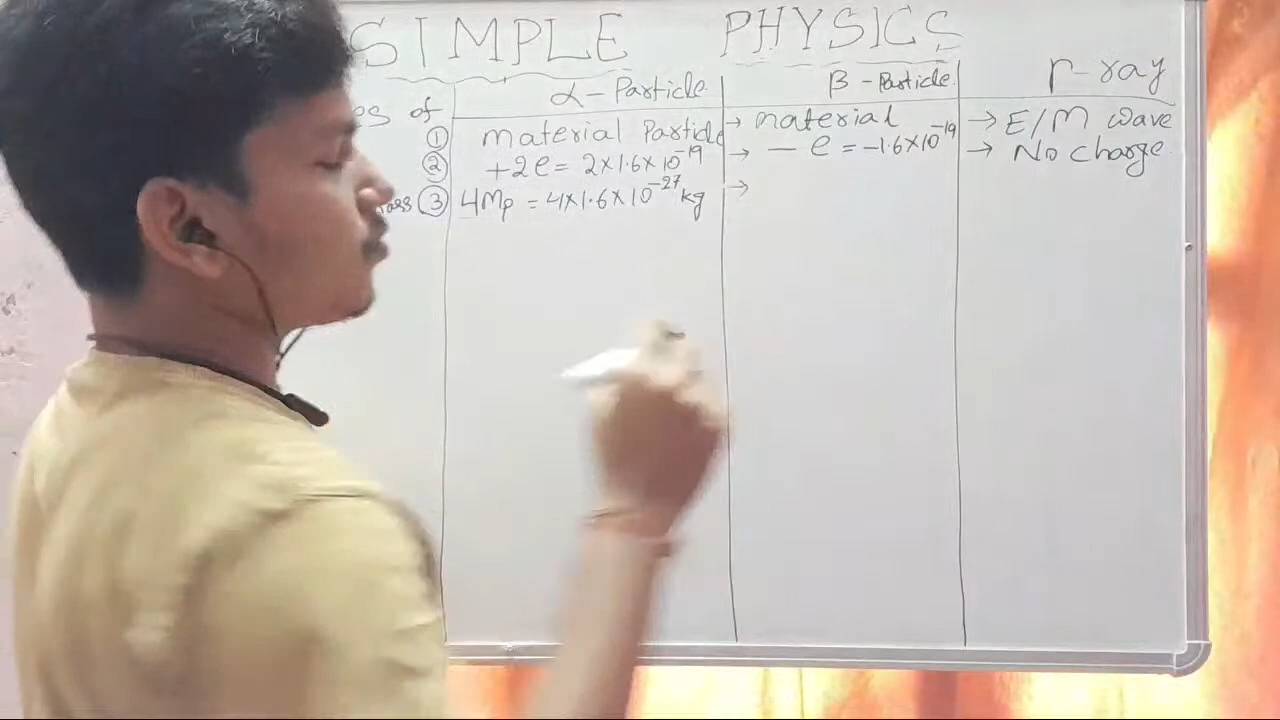 SIMPLE PHYSICS
es of α-Particle β-Particle r-ray
① material Particle → material → E/M wave
② +2e = 2×1.6×10⁻¹⁹ → -e = -1.6×10⁻¹⁹ → No charge
ass ③ 4Mp = 4×1.6×10⁻²⁷ kg →